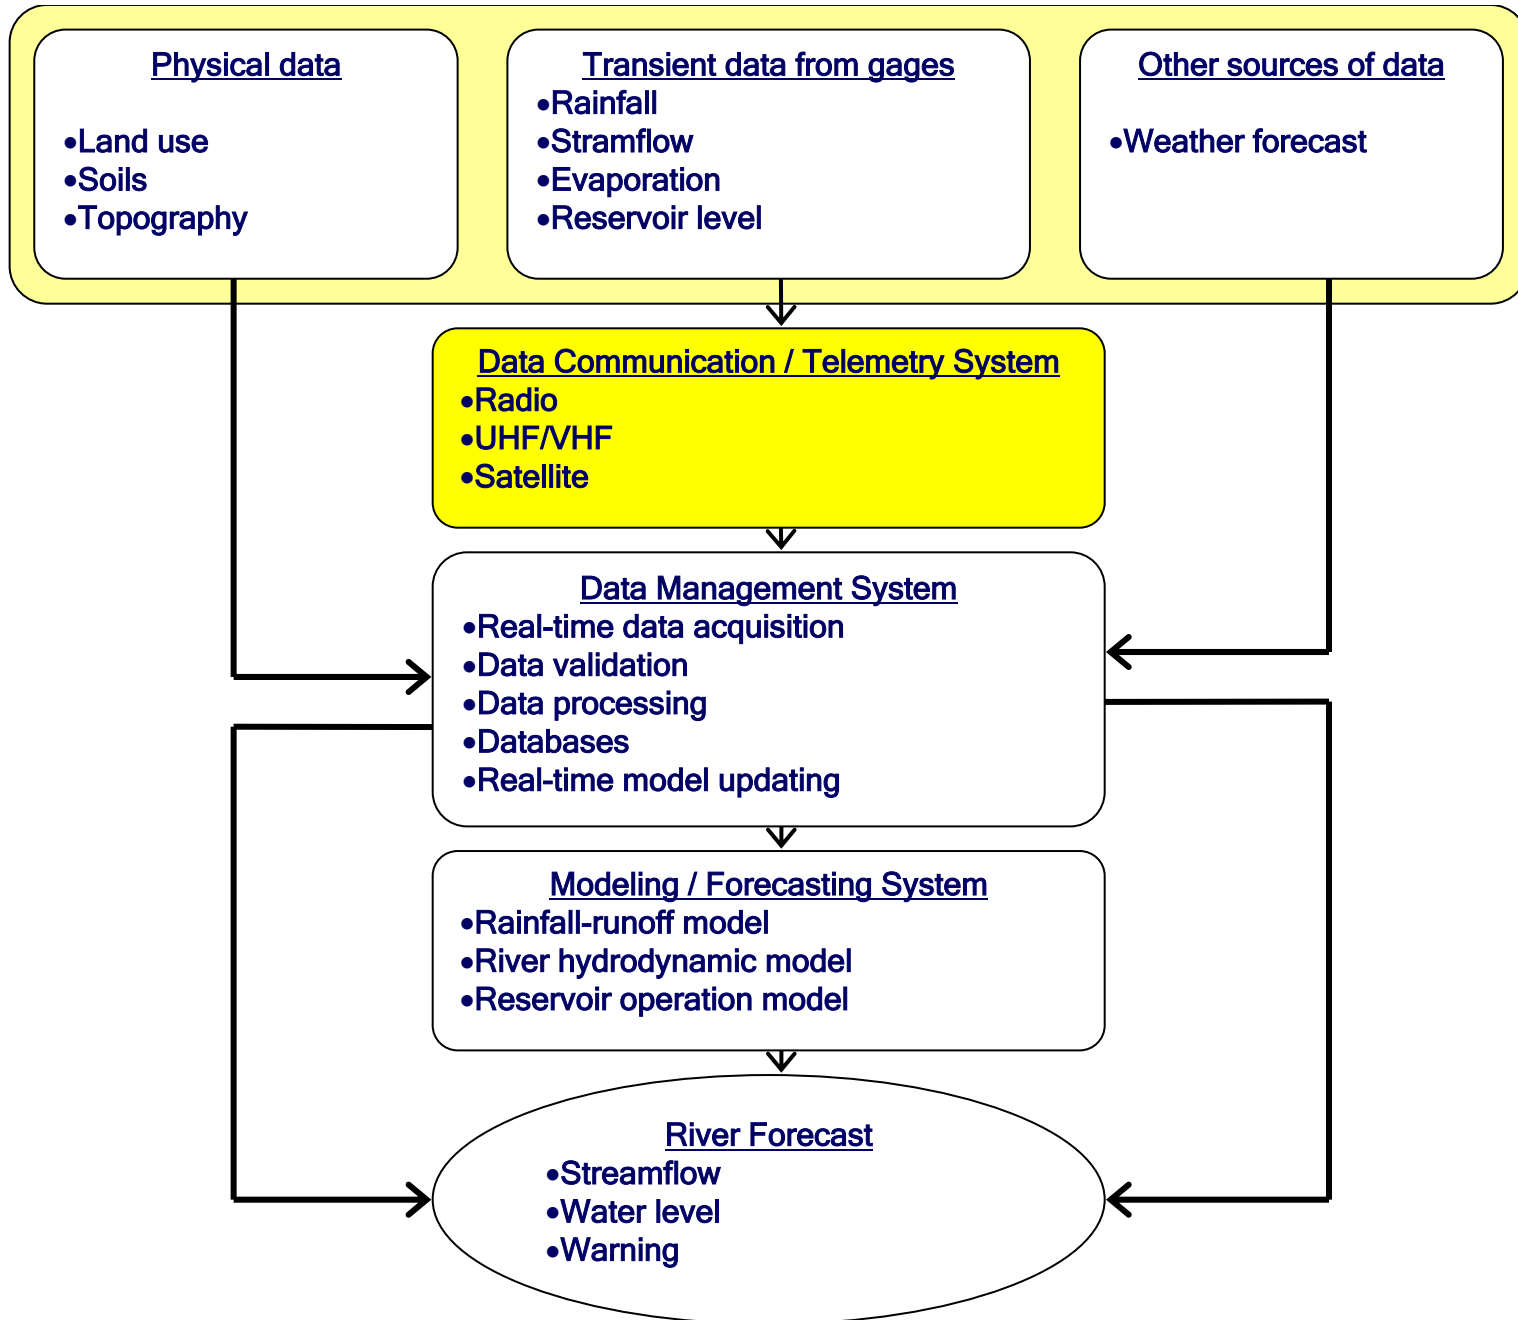 Physical data
•Land use
•Soils
•Topography
Transient data from gages
•Rainfall
•Stramflow
•Evaporation
•Reservoir level
Other sources of data
•Weather forecast
Data Communication / Telemetry System
•Radio
•UHF/VHF
•Satellite
Data Management System
•Real-time data acquisition
•Data validation
•Data processing
•Databases
•Real-time model updating
Modeling / Forecasting System
•Rainfall-runoff model
•River hydrodynamic model
•Reservoir operation model
River Forecast
•Streamflow
•Water level
•Warning